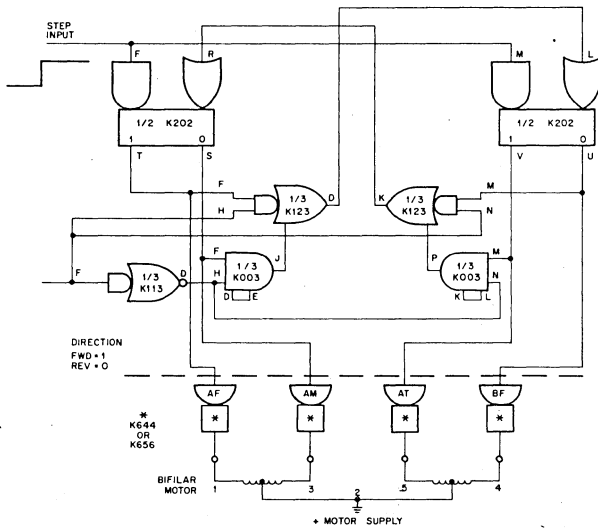 STEP
INPUT
F
R
M
L
1/2 K202
1 0
T
S
1/2 K202
1 0
V
U
F
H
1/3
K123
D
K
1/3
K123
M
N
F
1/3
K113
D
F
H
1/3
K003
D
E
J
P
1/3
K003
M
N
K
L
DIRECTION
FWD = 1
REV = 0
AF
AM
AT
BF
*
*
*
*
*
K644
OR
K656
BIFILAR
MOTOR
1
3
2
5
4
+ MOTOR SUPPLY